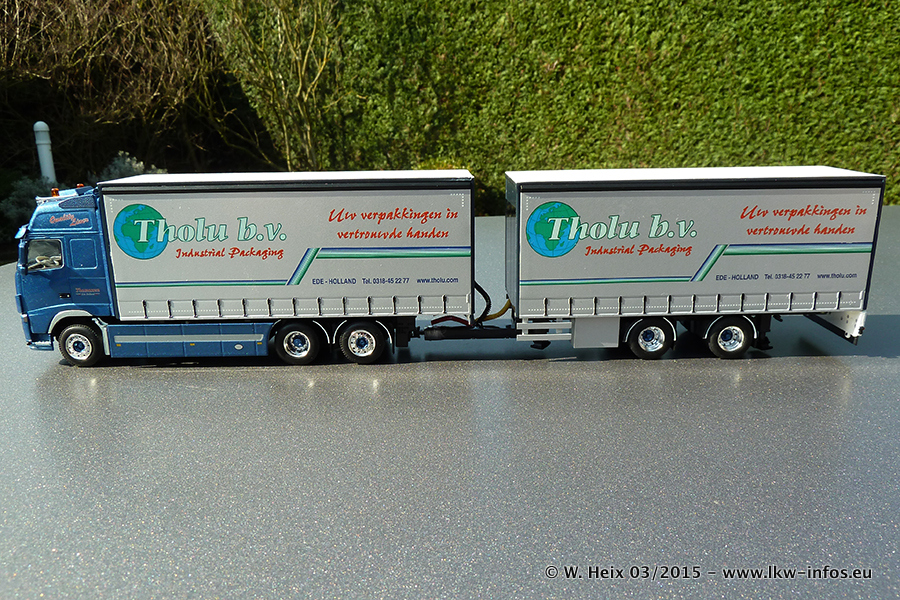 Quality Liner
Tholu b.v.
Industrial Packaging
Uw verpakkingen in
vertrouwde handen
EDE - HOLLAND Tel. 0318-45 22 77 www.tholu.com
Tholu b.v.
Industrial Packaging
Uw verpakkingen in
vertrouwde handen
EDE - HOLLAND Tel. 0318-45 22 77 www.tholu.com
© W. Heix 03/2015 - www.lkw-infos.eu